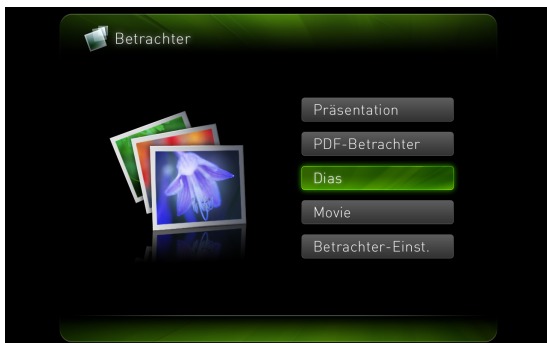 Betrachter
Präsentation
PDF-Betrachter
Dias
Movie
Betrachter-Einst.